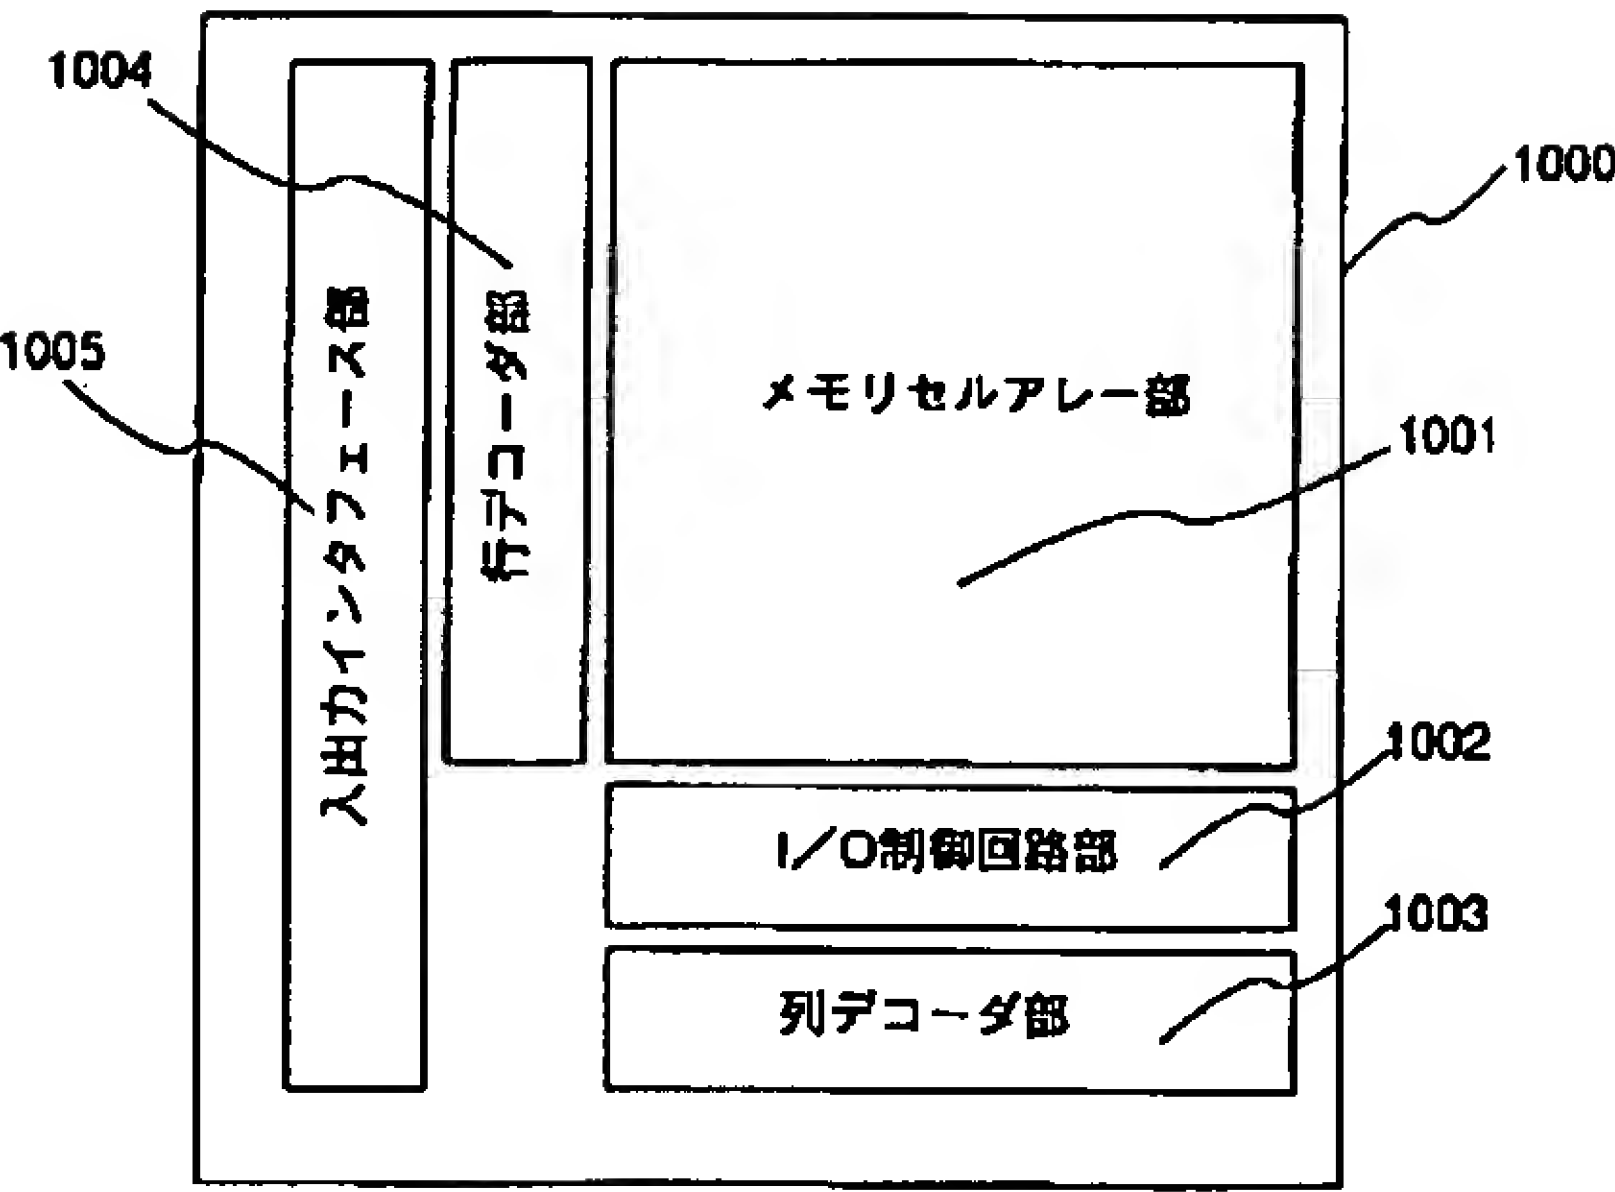 1004
1000
1005
入出力インタフェース部
行デコーダ部
メモリセルアレー部
1001
1002
I/O制御回路部
1003
列デコーダ部